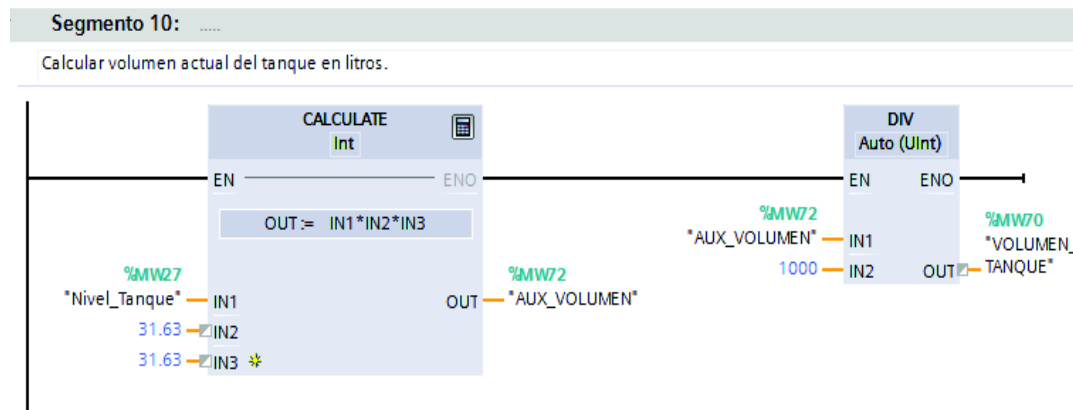 Segmento 10: .....
Calcular volumen actual del tanque en litros.
CALCULATE
Int
EN ENO
OUT := IN1*IN2*IN3
%MW27
"Nivel_Tanque" IN1
31.63 IN2
31.63 IN3
%MW72
OUT "AUX_VOLUMEN"
DIV
Auto (UInt)
EN ENO
%MW72
"AUX_VOLUMEN" IN1
1000 IN2
OUT
%MW70
"VOLUMEN_
TANQUE"